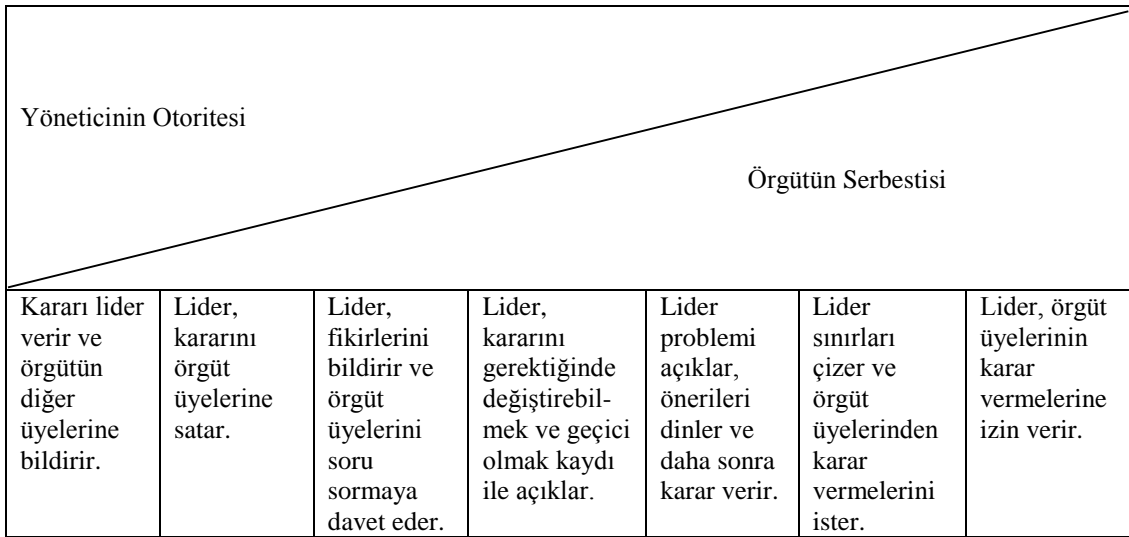 Yöneticinin Otoritesi
Örgütün Serbestisi
Kararı lider
verir ve
örgütün
diğer
üyelerine
bildirir.
Lider,
kararını
örgüt
üyelerine
satar.
Lider,
fikirlerini
bildirir ve
örgüt
üyelerini
soru
sormaya
davet eder.
Lider,
kararını
gerektiğinde
değiştirebil-
mek ve geçici
olmak kaydı
ile açıklar.
Lider
problemi
açıklar,
önerileri
dinler ve
daha sonra
karar verir.
Lider
sınırları
çizer ve
örgüt
üyelerinden
karar
vermelerini
ister.
Lider, örgüt
üyelerinin
karar
vermelerine
izin verir.